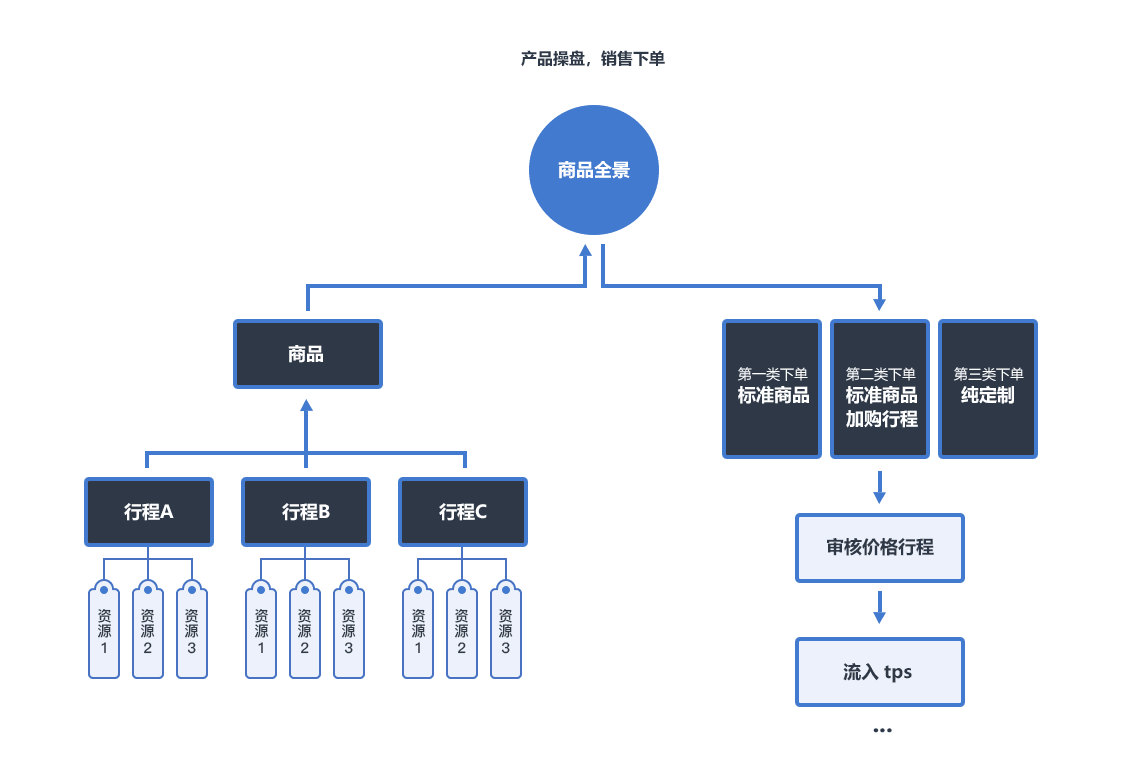 产品操盘，销售下单
商品全景
商品
行程A
行程B
行程C
资源1
资源2
资源3
资源1
资源2
资源3
资源1
资源2
资源3
第一类下单
标准商品
第二类下单
标准商品
加购行程
第三类下单
纯定制
审核价格行程
流入 tps
...